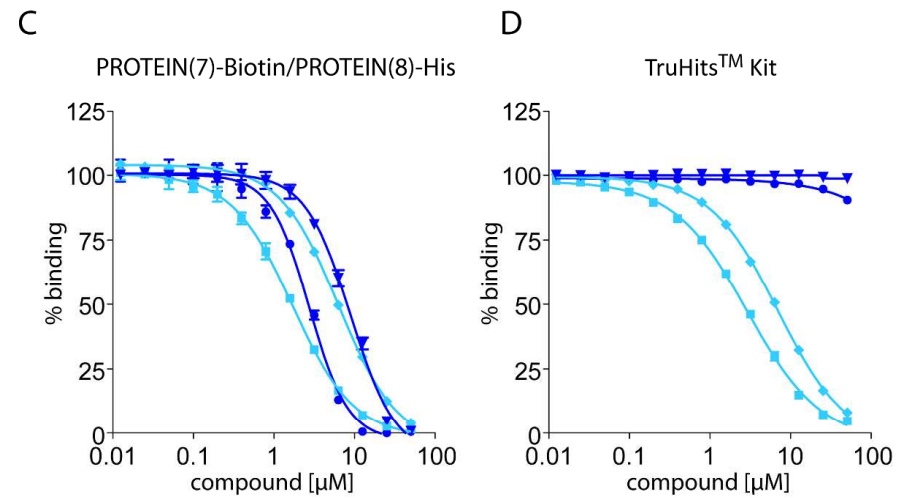 C
PROTEIN(7)-Biotin/PROTEIN(8)-His
125
100
75
50
25
0
% binding
0.01 0.1 1 10 100
compound [µM]
D
TruHits™ Kit
125
100
75
50
25
0
% binding
0.01 0.1 1 10 100
compound [µM]